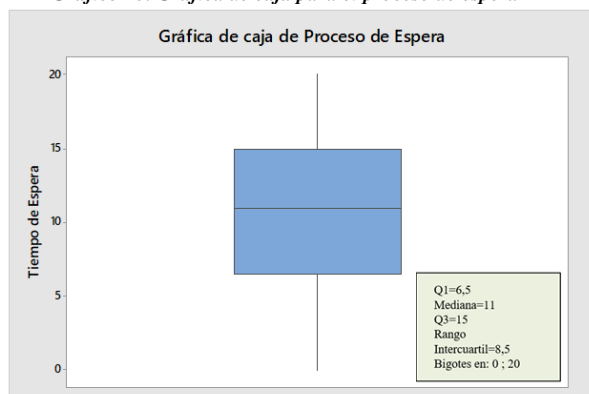 Gráfica de caja de Proceso de Espera
Tiempo de Espera
20
15
10
5
0
Q1=6,5
Mediana=11
Q3=15
Rango
Intercuartil=8,5
Bigotes en: 0 ; 20